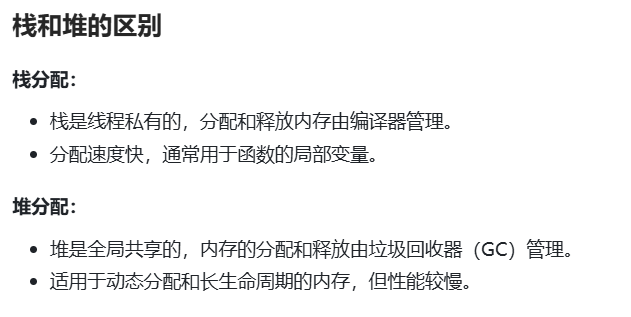 栈和堆的区别
栈分配：
栈是线程私有的，分配和释放内存由编译器管理。
分配速度快，通常用于函数的局部变量。
堆分配：
堆是全局共享的，内存的分配和释放由垃圾回收器（GC）管理。
适用于动态分配和长生命周期的内存，但性能较慢。